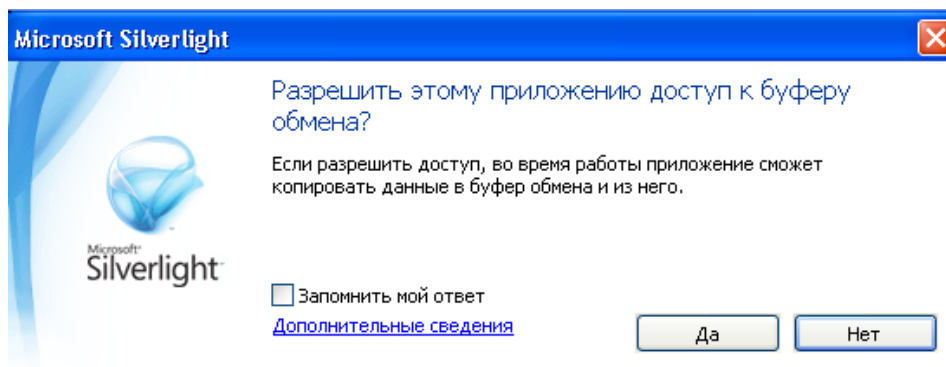 Microsoft Silverlight
Разрешить этому приложению доступ к буферу
обмена?
Если разрешить доступ, во время работы приложение сможет
копировать данные в буфер обмена и из него.
Microsoft®
Silverlight™
Запомнить мой ответ
Дополнительные сведения
Да
Нет